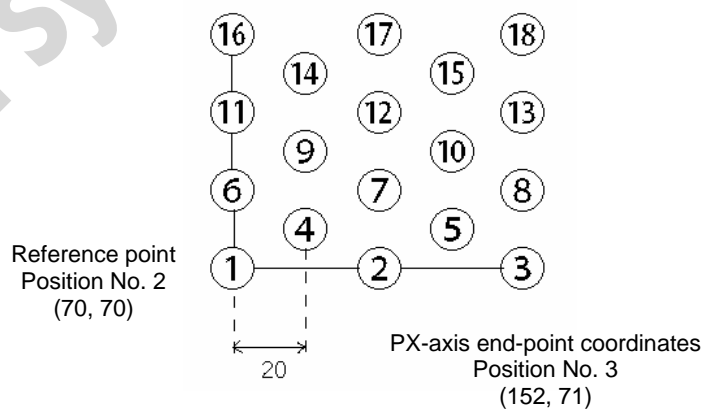 16 17 18
14 15
11 12 13
9 10
6 7 8
4 5
Reference point
Position No. 2
(70, 70)
1 2 3
20
PX-axis end-point coordinates
Position No. 3
(152, 71)